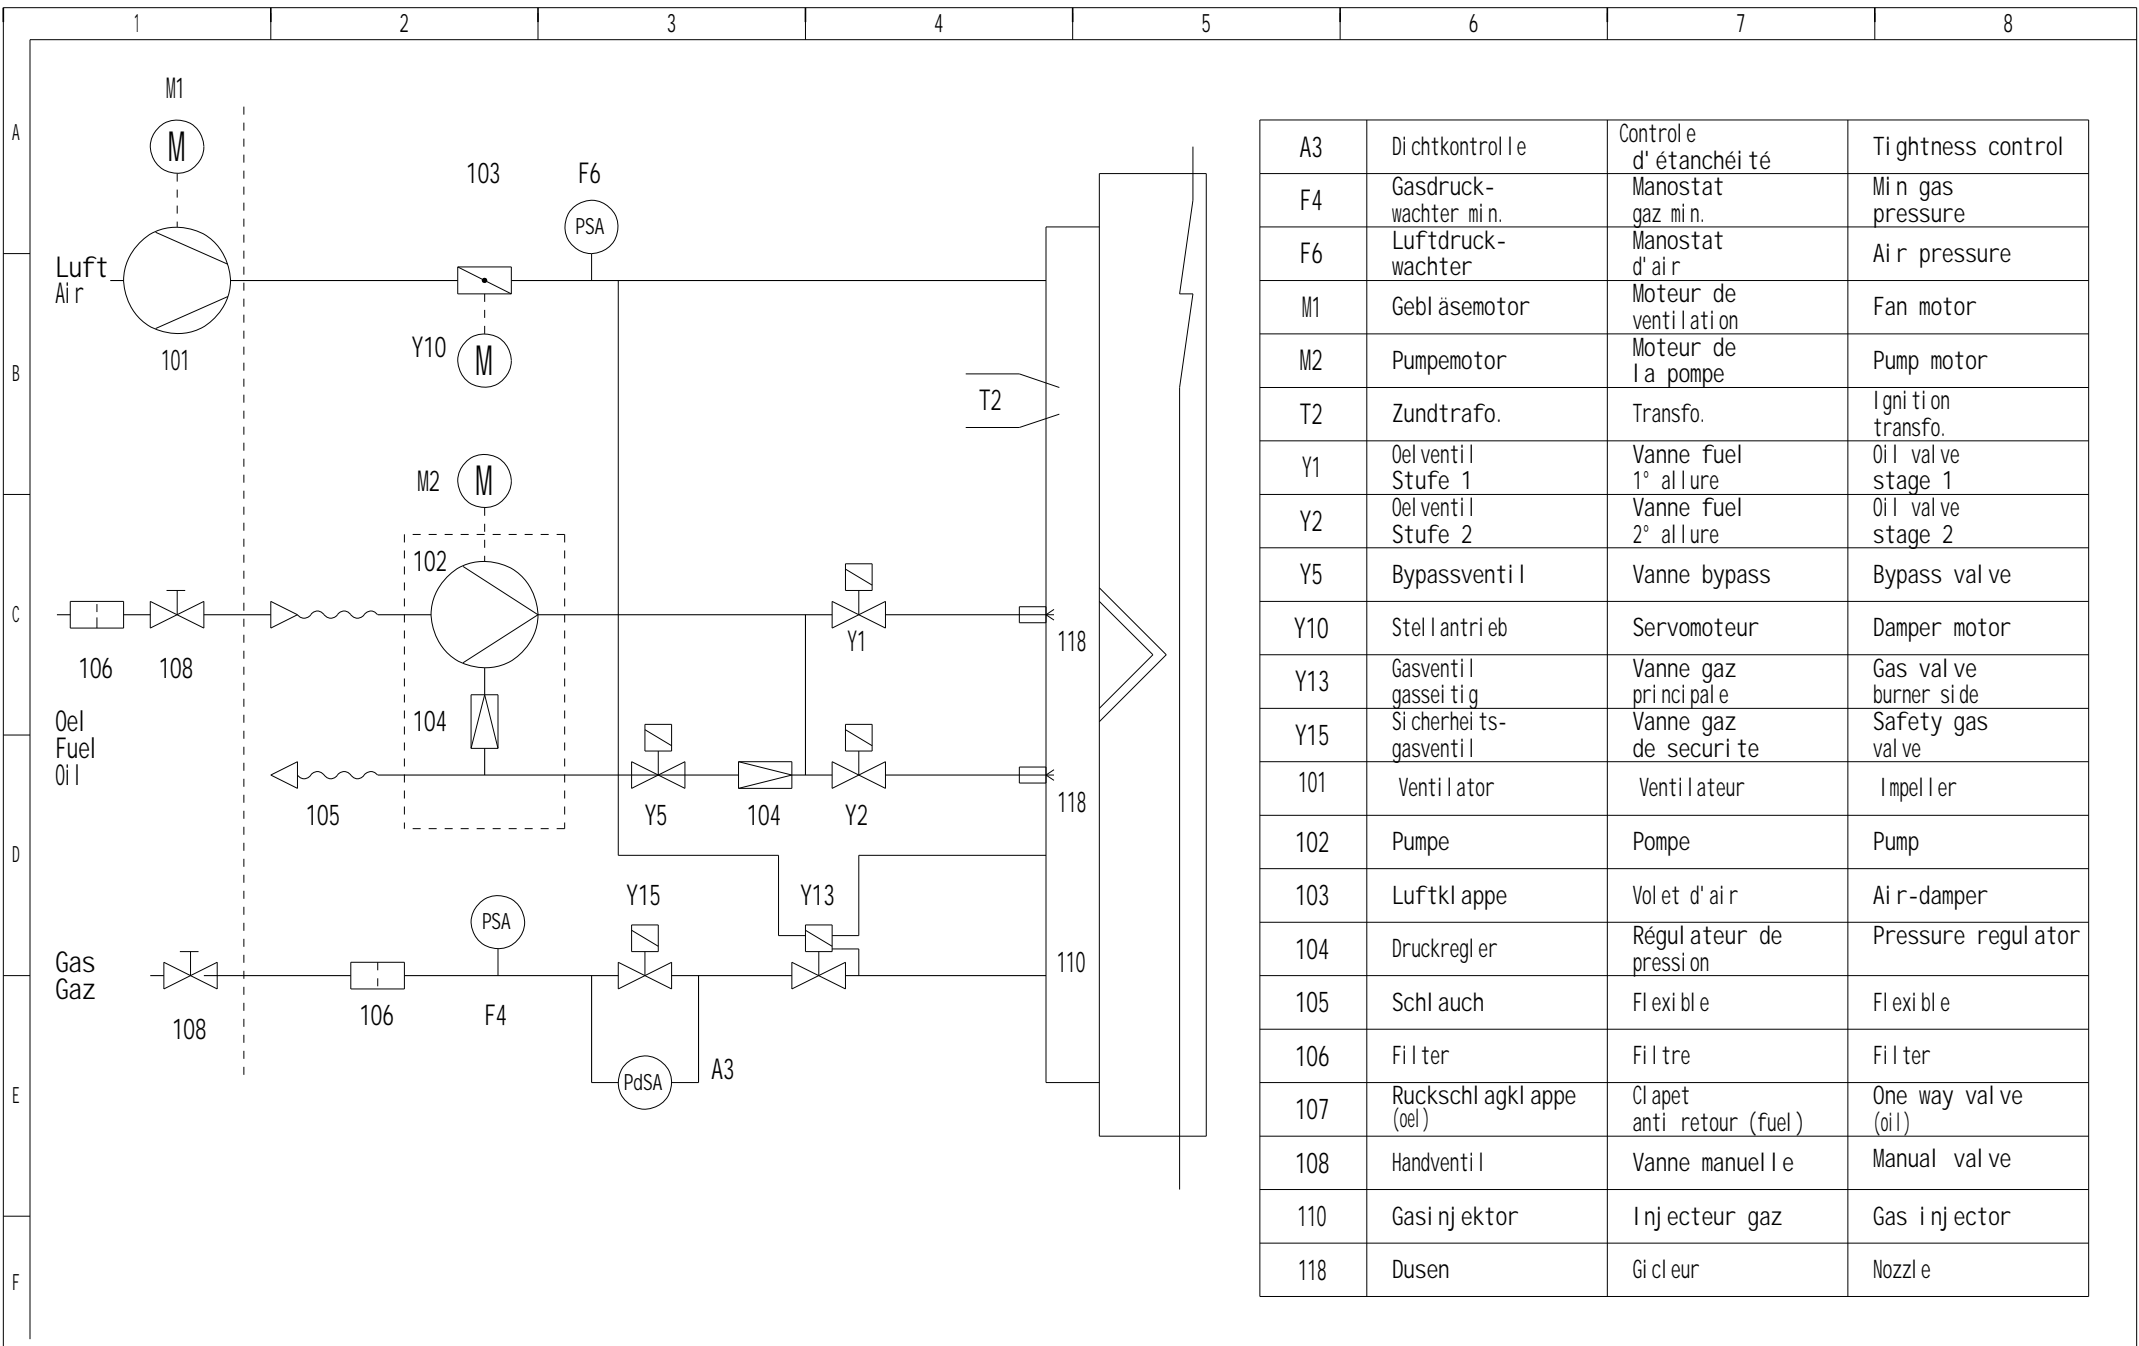 1 2 3 4 5 6 7 8
A
B
C
D
E
F
M1
M
103
F6
PSA
Luft
Air
101
Y10
M
T2
M2
M
102
Y1
118
106
108
104
Oel
Fuel
Oil
105
Y5
104
Y2
118
Y15
Y13
PSA
Gas
Gaz
110
108
106
F4
PdSA
A3
A3 Dichtkontrolle Controle
d'étanchéité Tightness control
F4 Gasdruck-
wachter min. Manostat
gaz min. Min gas
pressure
F6 Luftdruck-
wachter Manostat
d'air Air pressure
M1 Gebläsemotor Moteur de
ventilation Fan motor
M2 Pumpemotor Moteur de
la pompe Pump motor
T2 Zundtrafo. Transfo. Ignition
transfo.
Y1 Oelventil
Stufe 1 Vanne fuel
1° allure Oil valve
stage 1
Y2 Oelventil
Stufe 2 Vanne fuel
2° allure Oil valve
stage 2
Y5 Bypassventil Vanne bypass Bypass valve
Y10 Stellantrieb Servomoteur Damper motor
Y13 Gasventil
gasseitig Vanne gaz
principale Gas valve
burner side
Y15 Sicherheits-
gasventil Vanne gaz
de securite Safety gas
valve
101 Ventilator Ventilateur Impeller
102 Pumpe Pompe Pump
103 Luftklappe Volet d'air Air-damper
104 Druckregler Régulateur de
pression Pressure regulator
105 Schlauch Flexible Flexible
106 Filter Filtre Filter
107 Ruckschlagklappe
(oel) Clapet
anti retour (fuel) One way valve
(oil)
108 Handventil Vanne manuelle Manual valve
110 Gasinjektor Injecteur gaz Gas injector
118 Dusen Gicleur Nozzle